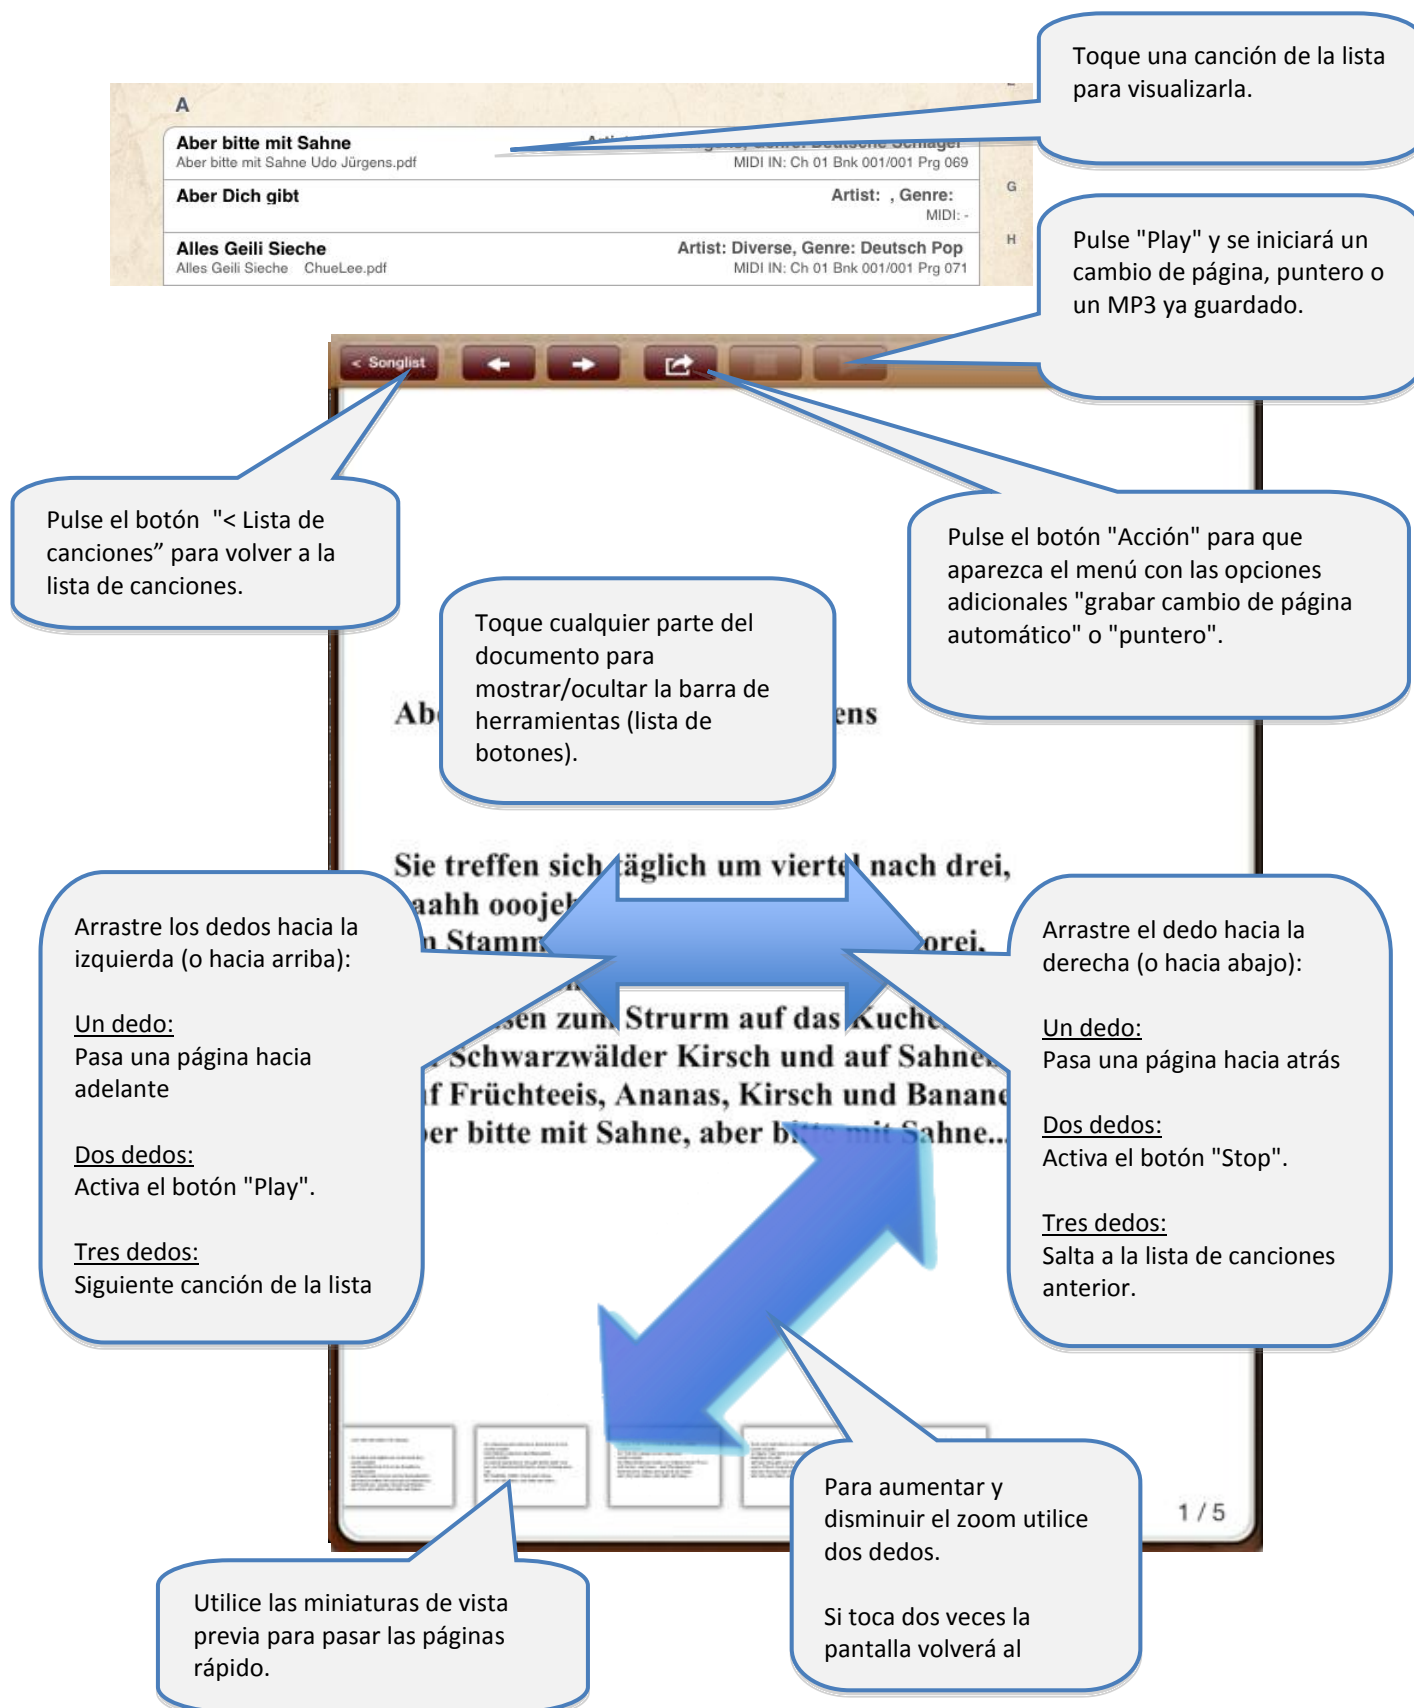 Toque una canción de la lista
para visualizarla.
A
Aber bitte mit Sahne
Aber bitte mit Sahne Udo Jürgens.pdf
MIDI IN: Ch 01 Bnk 001/001 Prg 069
Aber Dich gibt
Artist: , Genre:
MIDI: -
G
Alles Geili Sieche
Artist: Diverse, Genre: Deutsch Pop
Alles Geili Sieche ChueLee.pdf
MIDI IN: Ch 01 Bnk 001/001 Prg 071
H
Pulse "Play" y se iniciará un
cambio de página, puntero o
un MP3 ya guardado.
< Songlist
Pulse el botón "< Lista de
canciones” para volver a la
lista de canciones.
Pulse el botón "Acción" para que
aparezca el menú con las opciones
adicionales "grabar cambio de página
automático" o "puntero".
Toque cualquier parte del
documento para
mostrar/ocultar la barra de
herramientas (lista de
botones).
Sie treffen sich täglich um viertel nach drei,
zum Strurm auf das
Schwarzwälder Kirsch und auf
Früchteeis, Ananas, Kirsch und Banane
bitte mit Sahne, aber bitte mit Sahne...
Arrastre los dedos hacia la
izquierda (o hacia arriba):
Un dedo:
Pasa una página hacia
adelante
Dos dedos:
Activa el botón "Play".
Tres dedos:
Siguiente canción de la lista
Arrastre el dedo hacia la
derecha (o hacia abajo):
Un dedo:
Pasa una página hacia atrás
Dos dedos:
Activa el botón "Stop".
Tres dedos:
Salta a la lista de canciones
anterior.
Para aumentar y
disminuir el zoom utilice
dos dedos.
Si toca dos veces la
pantalla volverá al
1 / 5
Utilice las miniaturas de vista
previa para pasar las páginas
rápido.